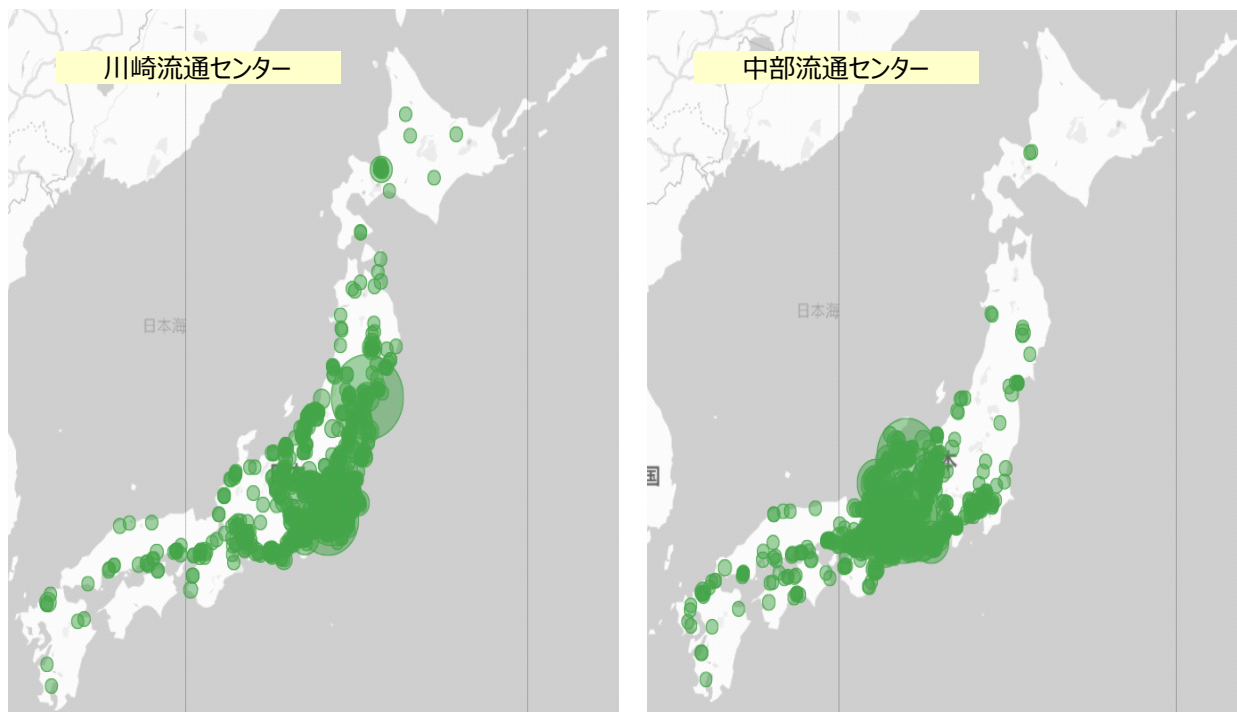 川崎流通センター
中部流通センター
日本海
日本海
本
国